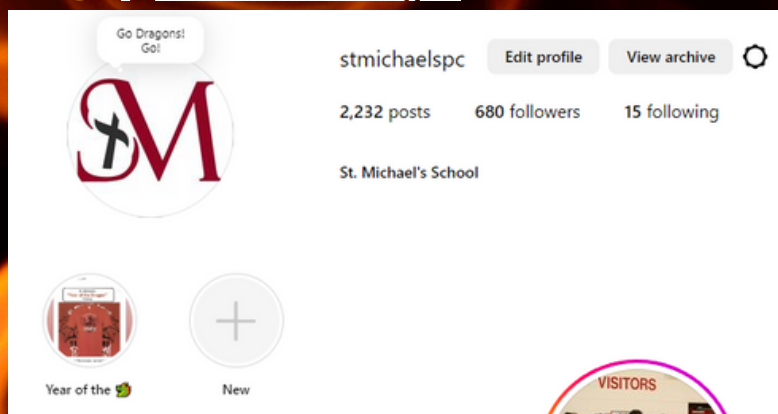 Go Dragons!
Go!
SM
stmichaelspc Edit profile View archive
2,232 posts 680 followers 15 following
St. Michael's School
Year of the 🐲
New
VISITORS